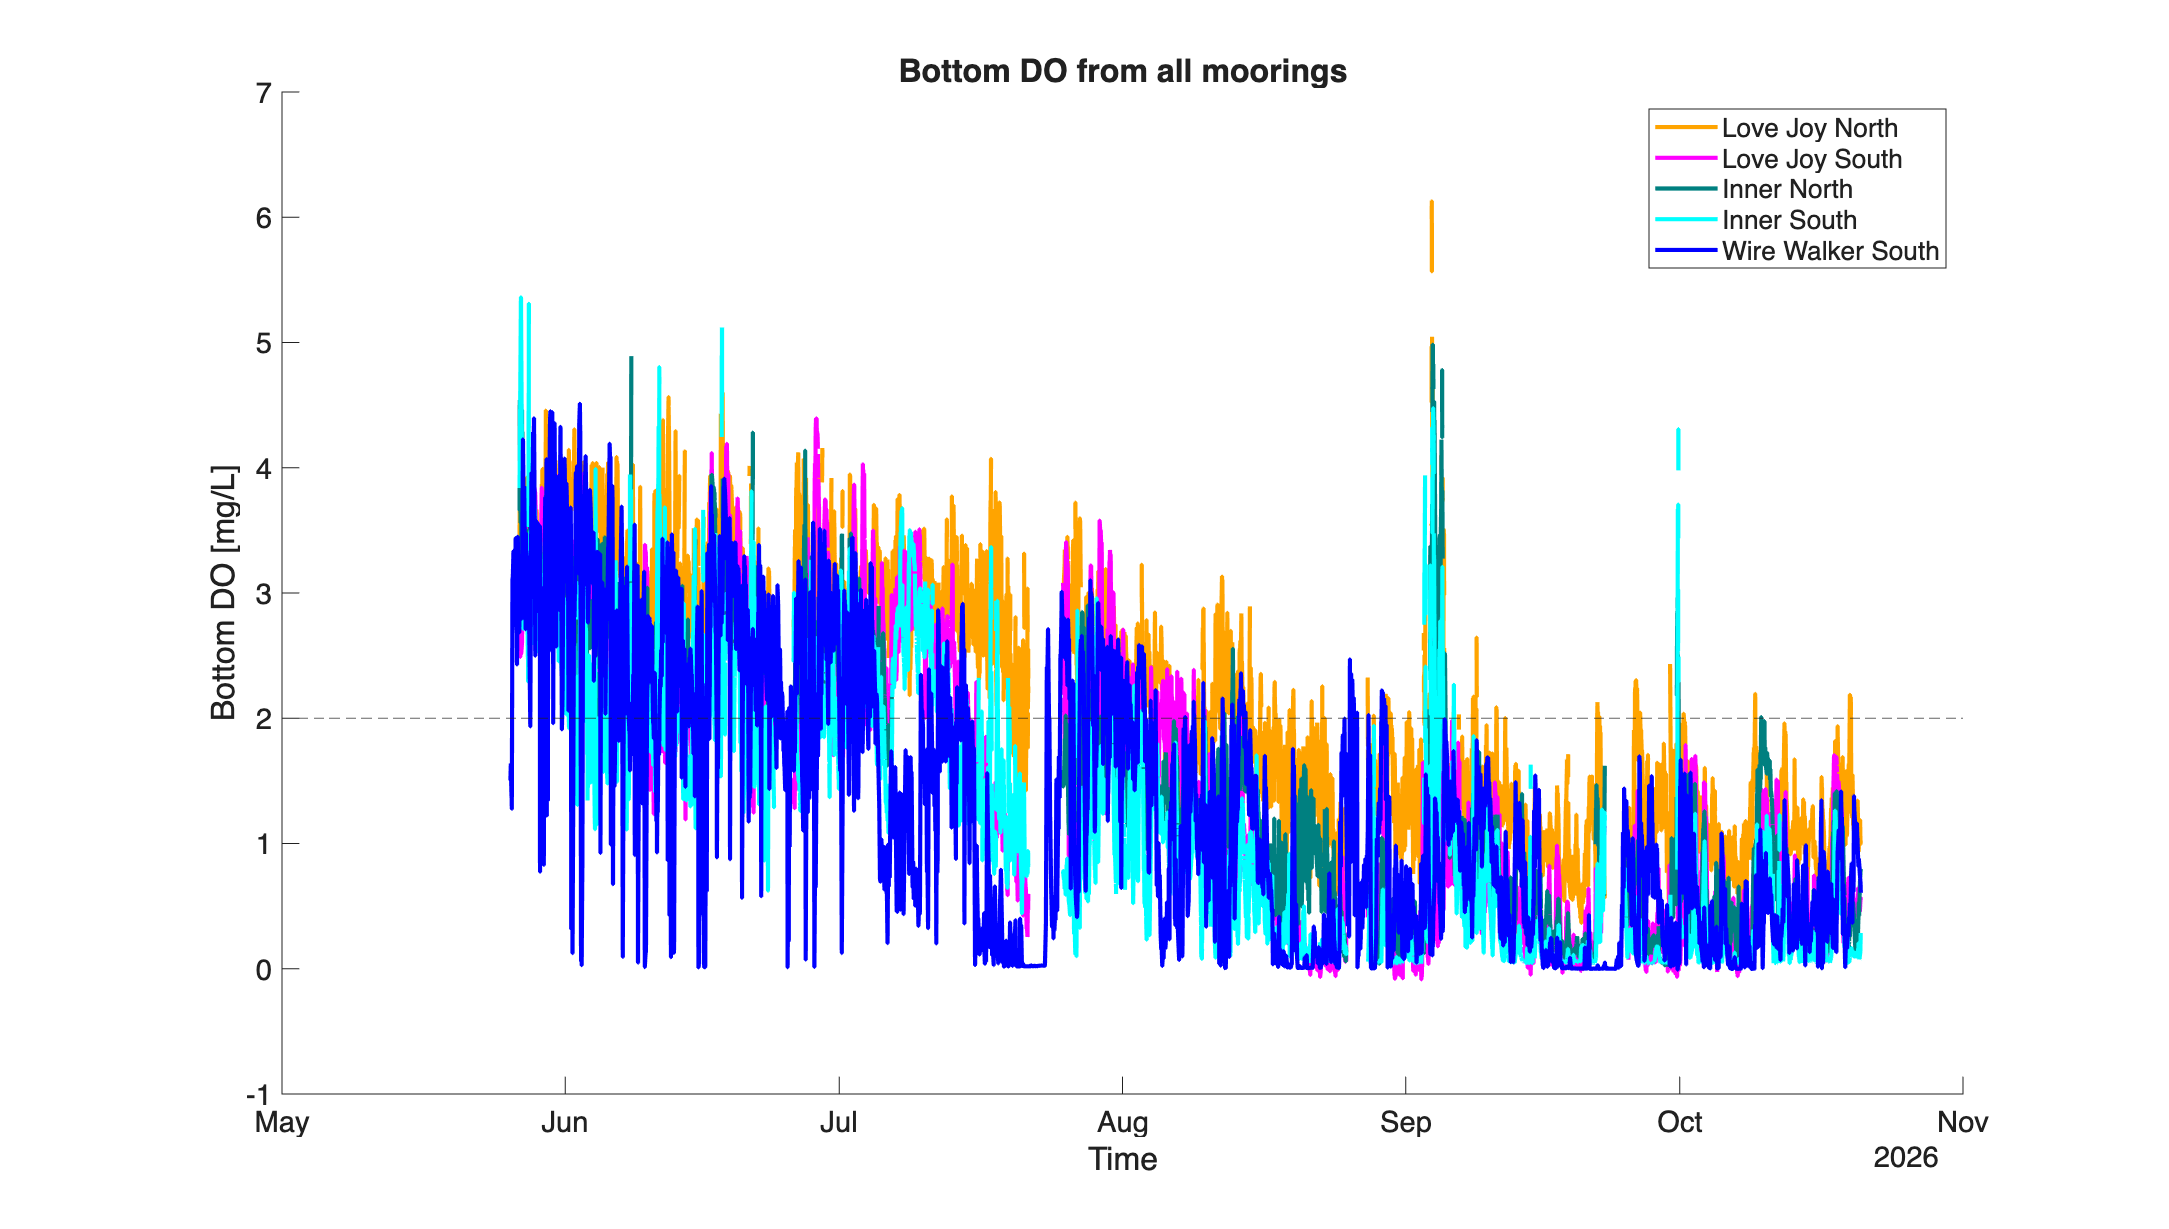 Bottom DO from all moorings
7
6
5
4
3
2
1
0
-1
Bottom DO [mg/L]
Love Joy North
Love Joy South
Inner North
Inner South
Wire Walker South
May Jun Jul Aug Sep Oct Nov
Time
2026